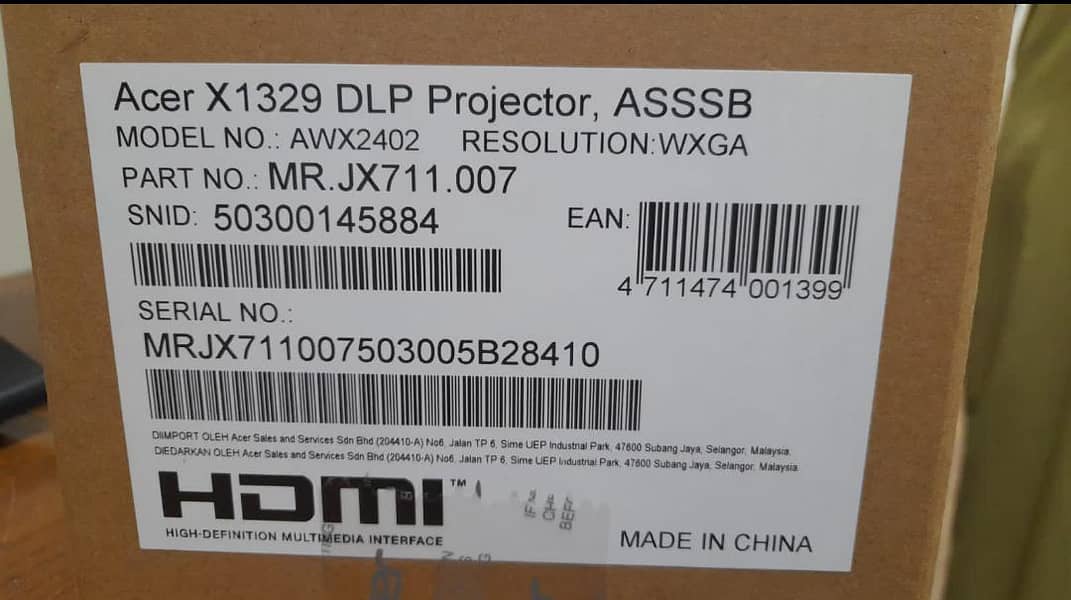 Acer X1329 DLP Projector, ASSSB
MODEL NO.: AWX2402 RESOLUTION:WXGA
PART NO.: MR.JX711.007
SNID: 50300145884
EAN:
4 711474 001399
SERIAL NO.:
MRJX711007503005B28410
DIIMPORT OLEH Acer Sales and Services Sdn Bhd (204410-A) No6, Jalan TP 6, Sime UEP Industrial Park, 47600 Subang Jaya, Selangor, Malaysia.
DIEDARKAN OLEH Acer Sales and Services Sdn Bhd (204410-A) No6, Jalan TP 6, Sime UEP Industrial Park, 47600 Subang Jaya, Selangor, Malaysia
HDMI™
HIGH-DEFINITION MULTIMEDIA INTERFACE
MADE IN CHINA